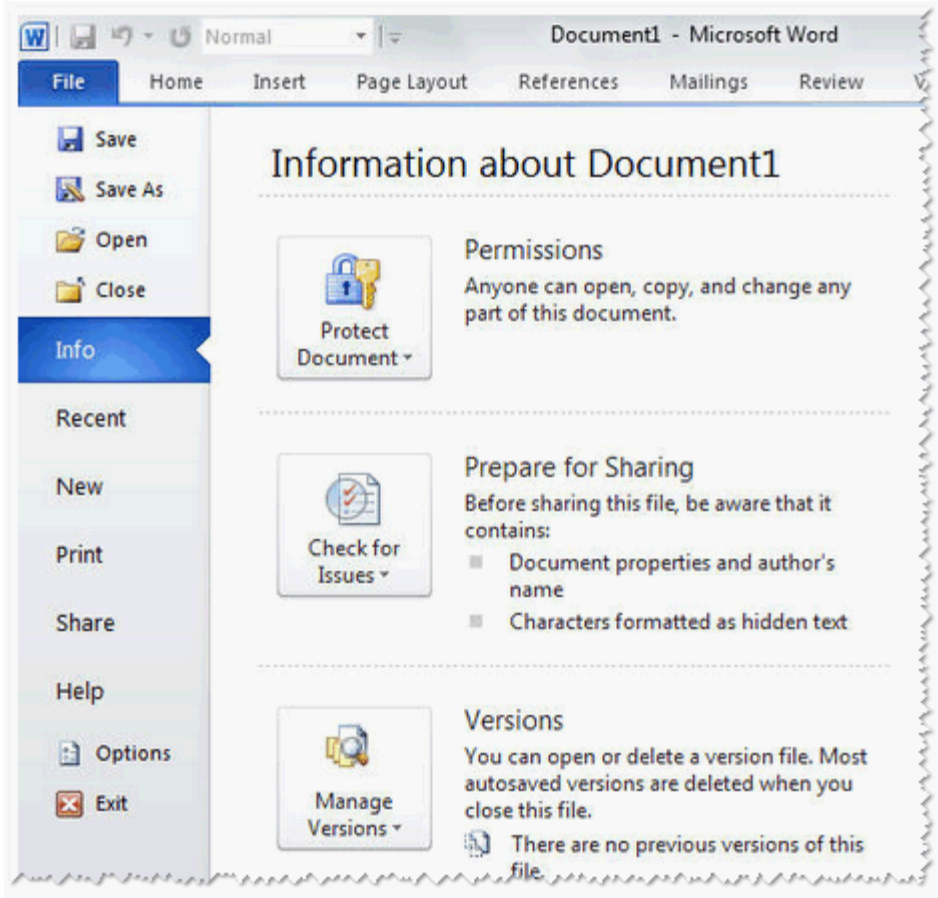 Normal
Document1 - Microsoft Word
File Home Insert Page Layout References Mailings Review
Save
Save As
Open
Close
Info
Recent
New
Print
Share
Help
Options
Exit
Information about Document1
Protect
Document
Permissions
Anyone can open, copy, and change any
part of this document.
Check for
Issues
Prepare for Sharing
Before sharing this file, be aware that it
contains:
Document properties and author's
name
Characters formatted as hidden text
Manage
Versions
Versions
You can open or delete a version file. Most
autosaved versions are deleted when you
close this file.
There are no previous versions of this
file.